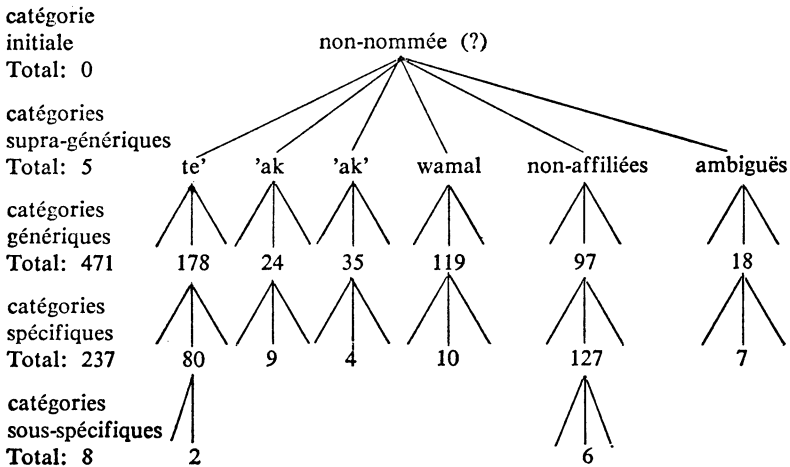 catégorie
initiale non-nommée (?)
Total: 0
catégories
supra-génériques
Total: 5 te' 'ak 'ak' wamal non-affiliées ambiguës
catégories
génériques
Total: 471 178 24 35 119 97 18
catégories
spécifiques
Total: 237 80 9 4 10 127 7
catégories
sous-spécifiques
Total: 8 2 6